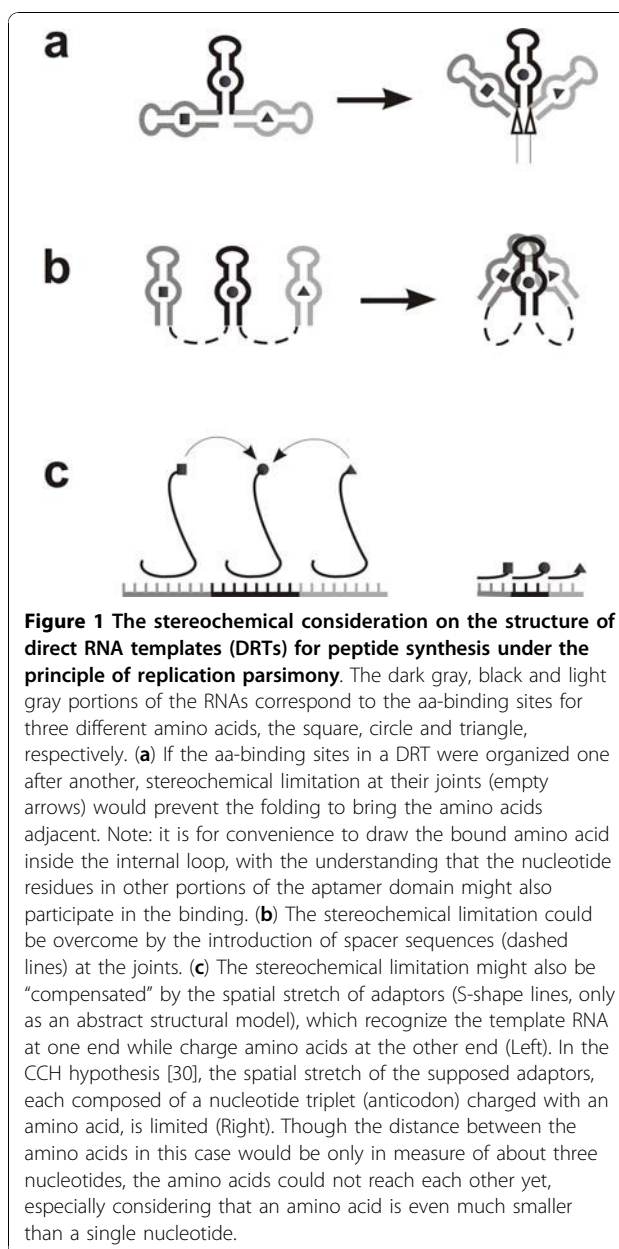 a
b
c
Figure 1 The stereochemical consideration on the structure of
direct RNA templates (DRTs) for peptide synthesis under the
principle of replication parsimony. The dark gray, black and light
gray portions of the RNAs correspond to the aa-binding sites for
three different amino acids, the square, circle and triangle,
respectively. (a) If the aa-binding sites in a DRT were organized one
after another, stereochemical limitation at their joints (empty
arrows) would prevent the folding to bring the amino acids
adjacent. Note: it is for convenience to draw the bound amino acid
inside the internal loop, with the understanding that the nucleotide
residues in other portions of the aptamer domain might also
participate in the binding. (b) The stereochemical limitation could
be overcome by the introduction of spacer sequences (dashed
lines) at the joints. (c) The stereochemical limitation might also be
“compensated” by the spatial stretch of adaptors (S-shape lines, only
as an abstract structural model), which recognize the template RNA
at one end while charge amino acids at the other end (Left). In the
CCH hypothesis [30], the spatial stretch of the supposed adaptors,
each composed of a nucleotide triplet (anticodon) charged with an
amino acid, is limited (Right). Though the distance between the
amino acids in this case would be only in measure of about three
nucleotides, the amino acids could not reach each other yet,
especially considering that an amino acid is even much smaller
than a single nucleotide.